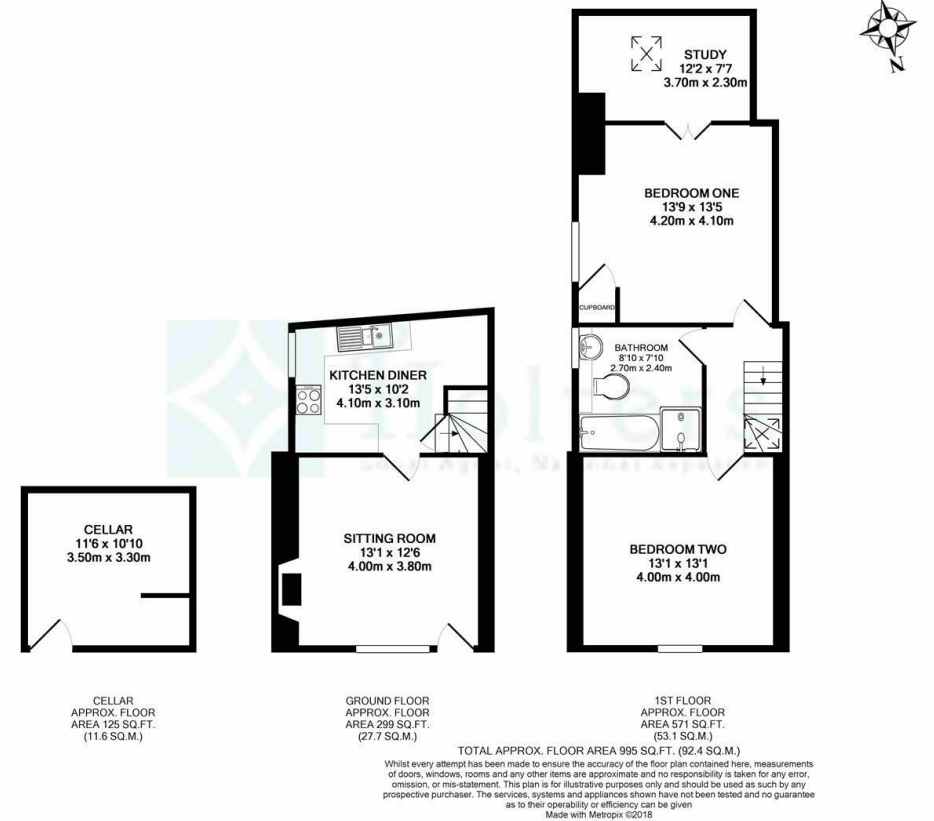 N
STUDY
12'2 x 7'7
3.70m x 2.30m
BEDROOM ONE
13'9 x 13'5
4.20m x 4.10m
CUPBOARD
BATHROOM
8'10 x 7'10
2.70m x 2.40m
KITCHEN DINER
13'5 x 10'2
4.10m x 3.10m
Holters
Local Agent, National Exposure
CELLAR
11'6 x 10'10
3.50m x 3.30m
SITTING ROOM
13'1 x 12'6
4.00m x 3.80m
BEDROOM TWO
13'1 x 13'1
4.00m x 4.00m
CELLAR
APPROX. FLOOR
AREA 125 SQ.FT.
(11.6 SQ.M.)
GROUND FLOOR
APPROX. FLOOR
AREA 299 SQ.FT.
(27.7 SQ.M.)
1ST FLOOR
APPROX. FLOOR
AREA 571 SQ.FT.
(53.1 SQ.M.)
TOTAL APPROX. FLOOR AREA 995 SQ.FT. (92.4 SQ.M.)
Whilst every attempt has been made to ensure the accuracy of the floor plan contained here, measurements
of doors, windows, rooms and any other items are approximate and no responsibility is taken for any error,
omission, or mis-statement. This plan is for illustrative purposes only and should be used as such by any
prospective purchaser. The services, systems and appliances shown have not been tested and no guarantee
as to their operability or efficiency can be given
Made with Metropix ©2018